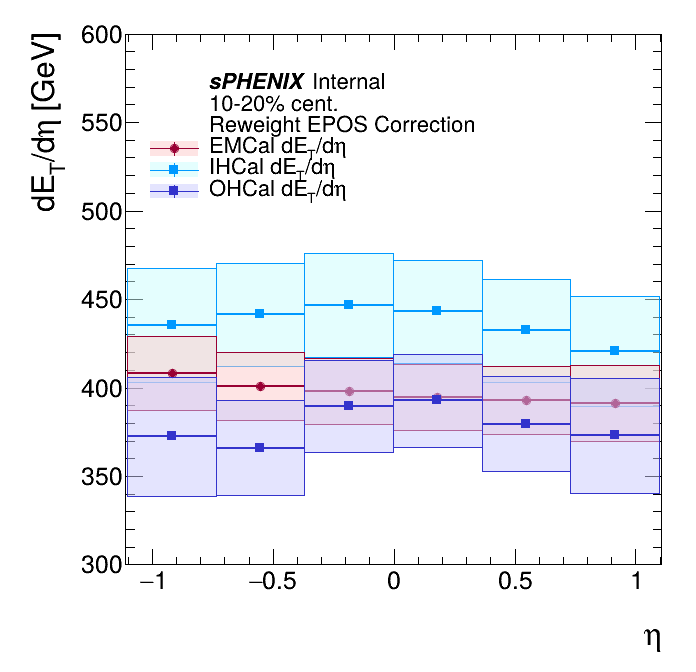 dE_T/dη [GeV]
600
550
500
450
400
350
300
sPHENIX Internal
10-20% cent.
Reweight EPOS Correction
EMCal dE_T/dη
IHCal dE_T/dη
OHCal dE_T/dη
−1 −0.5 0 0.5 1
η